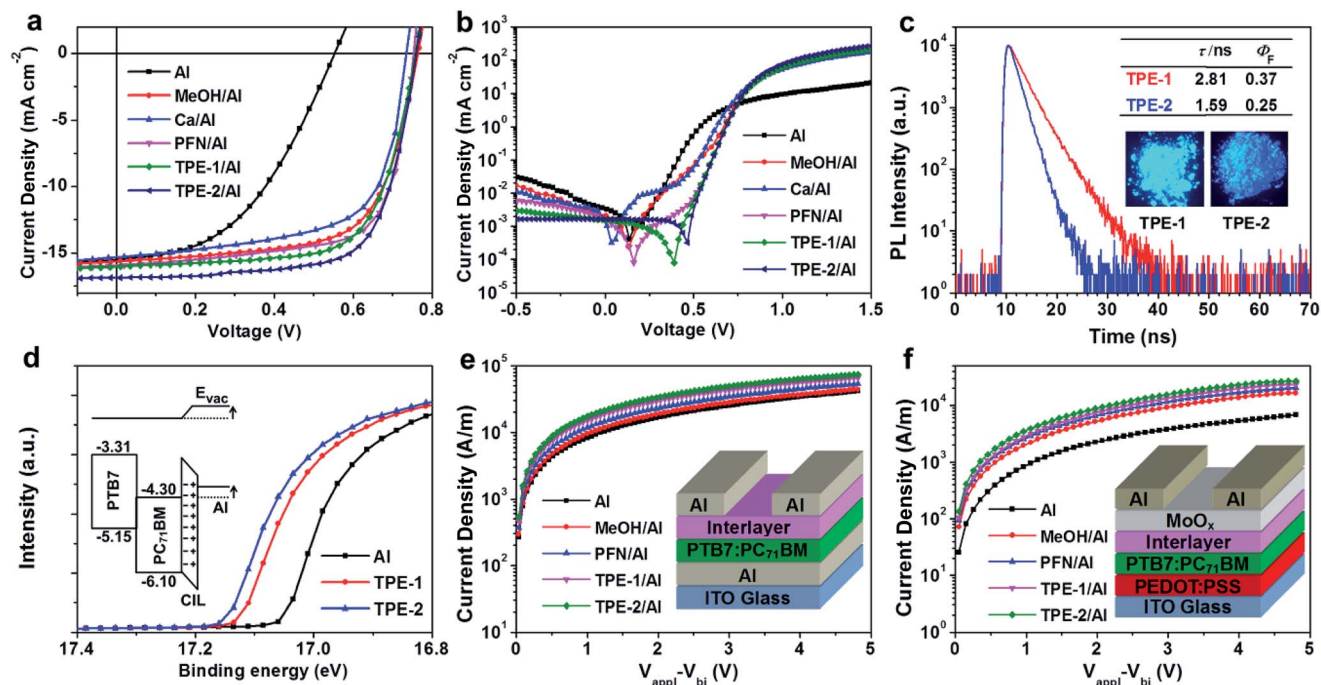 a
Current Density (mA cm⁻²)
0
-5
-10
-15
0.0 0.2 0.4 0.6 0.8
Voltage (V)
Al
MeOH/Al
Ca/Al
PFN/Al
TPE-1/Al
TPE-2/Al
b
Current Density (mA cm⁻²)
10³
10²
10¹
10⁰
10⁻¹
10⁻²
10⁻³
10⁻⁴
10⁻⁵
-0.5 0.0 0.5 1.0 1.5
Voltage (V)
Al
MeOH/Al
Ca/Al
PFN/Al
TPE-1/Al
TPE-2/Al
c
PL Intensity (a.u.)
10⁴
10³
10²
10¹
10⁰
0 10 20 30 40 50 60 70
Time (ns)
τ/ns Φ_F
TPE-1 2.81 0.37
TPE-2 1.59 0.25
TPE-1 TPE-2
d
Intensity (a.u.)
17.4 17.2 17.0 16.8
Binding energy (eV)
E_vac
-3.31
PTB7
-5.15
-4.30
PC₇₁BM
-6.10
CIL
Al
Al
TPE-1
TPE-2
e
Current Density (A/m)
10⁵
10⁴
10³
10²
10¹
0 1 2 3 4 5
V_appl-V_bi (V)
Al
MeOH/Al
PFN/Al
TPE-1/Al
TPE-2/Al
Al Al
Interlayer
PTB7:PC₇₁BM
Al
ITO Glass
f
Current Density (A/m)
10⁵
10⁴
10³
10²
10¹
10⁰
0 1 2 3 4 5
V_appl-V_bi (V)
Al
MeOH/Al
PFN/Al
TPE-1/Al
TPE-2/Al
Al Al
MoOₓ
Interlayer
PTB7:PC₇₁BM
PEDOT:PSS
ITO Glass